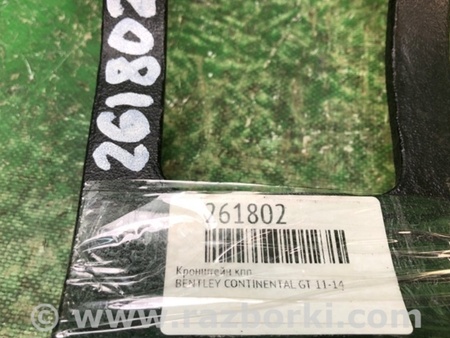 261802
261802
Кронштейн кпп
BENTLEY CONTINENTAL GT 11-14
© www.razborki.com